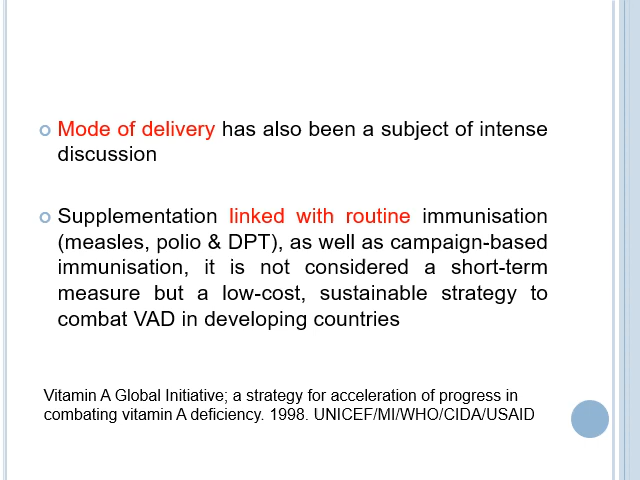 Mode of delivery has also been a subject of intense
discussion
Supplementation linked with routine immunisation
(measles, polio & DPT), as well as campaign-based
immunisation, it is not considered a short-term
measure but a low-cost, sustainable strategy to
combat VAD in developing countries
Vitamin A Global Initiative; a strategy for acceleration of progress in
combating vitamin A deficiency. 1998. UNICEF/MI/WHO/CIDA/USAID